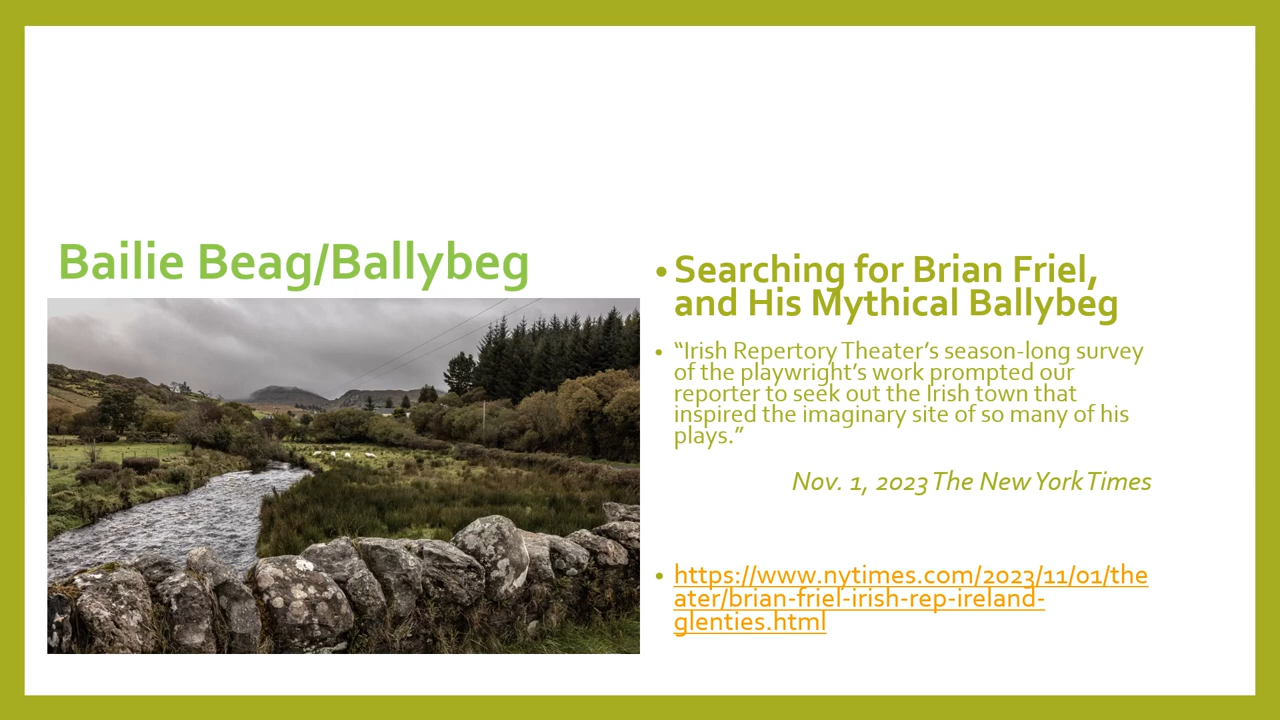 Bailie Beag/Ballybeg
• Searching for Brian Friel,
and His Mythical Ballybeg
• “Irish Repertory Theater’s season-long survey
of the playwright’s work prompted our
reporter to seek out the Irish town that
inspired the imaginary site of so many of his
plays.”
Nov. 1, 2023 The New York Times
• https://www.nytimes.com/2023/11/01/the
ater/brian-friel-irish-rep-ireland-
glenties.html